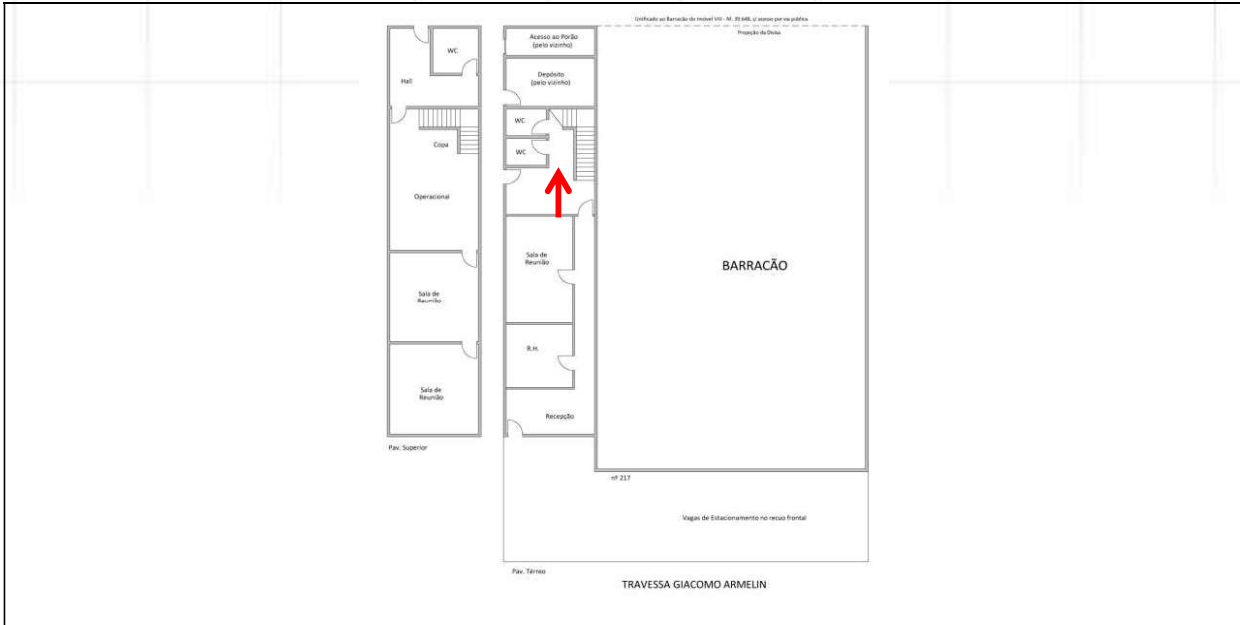 Unificado ao Barracão do Imóvel VIII - M. 39.648, s/ acesso por via pública
Projeção da Divisa
Acesso ao Porão
(pelo vizinho)
WC
Hall
Depósito
(pelo vizinho)
WC
Copa
WC
Operacional
Sala de
Reunião
BARRACÃO
Sala de
Reunião
R.H.
Sala de
Reunião
Recepção
Pav. Superior
nº 217
Vagas de Estacionamento no recuo frontal
Pav. Térreo
TRAVESSA GIACOMO ARMELIN